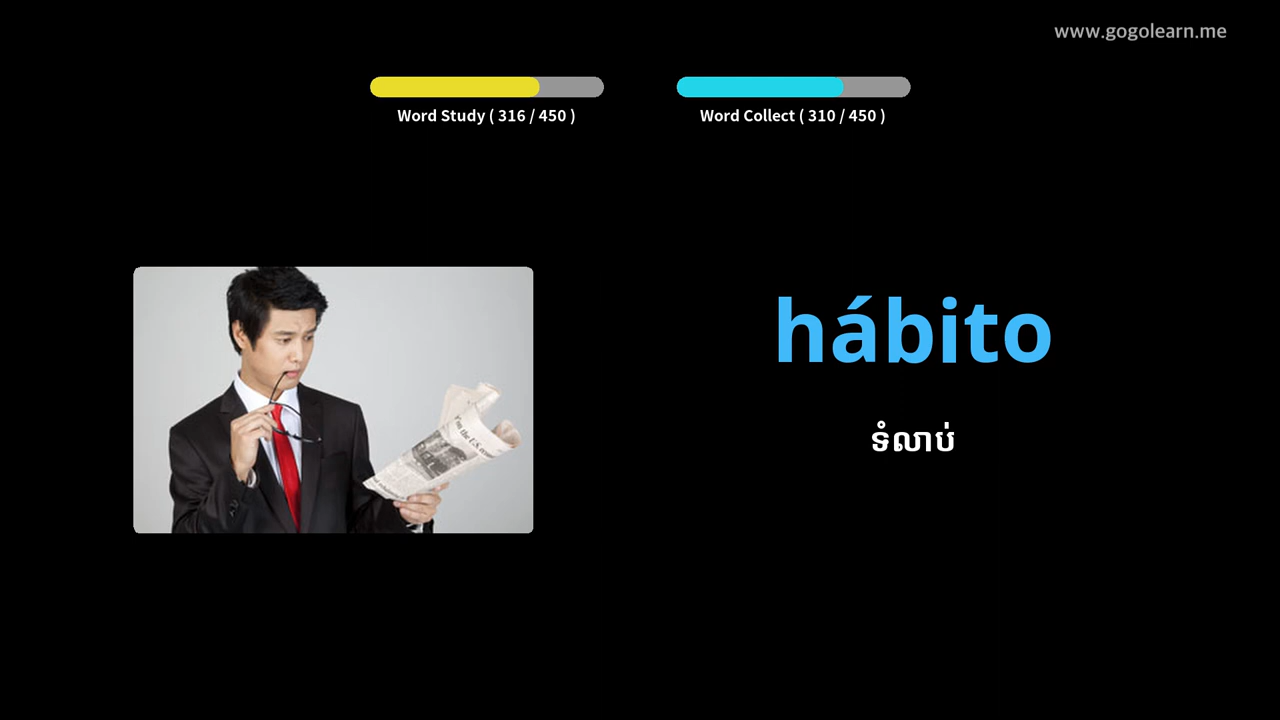 www.gogolearn.me
Word Study ( 316 / 450 )
Word Collect ( 310 / 450 )
hábito
ទំលាប់